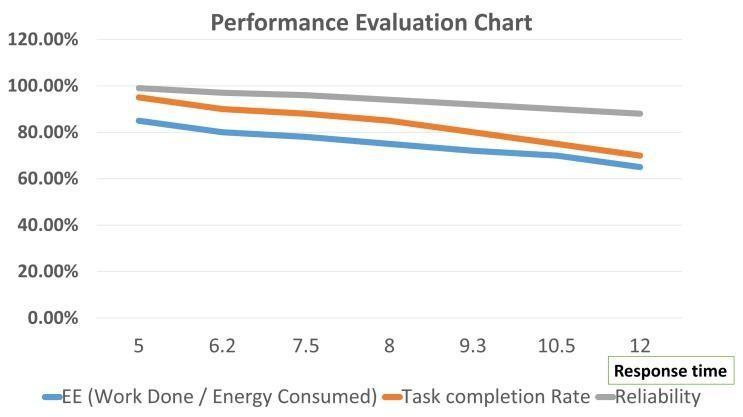 Performance Evaluation Chart
120.00%
100.00%
80.00%
60.00%
40.00%
20.00%
0.00%
5 6.2 7.5 8 9.3 10.5 12
Response time
EE (Work Done / Energy Consumed) Task completion Rate Reliability